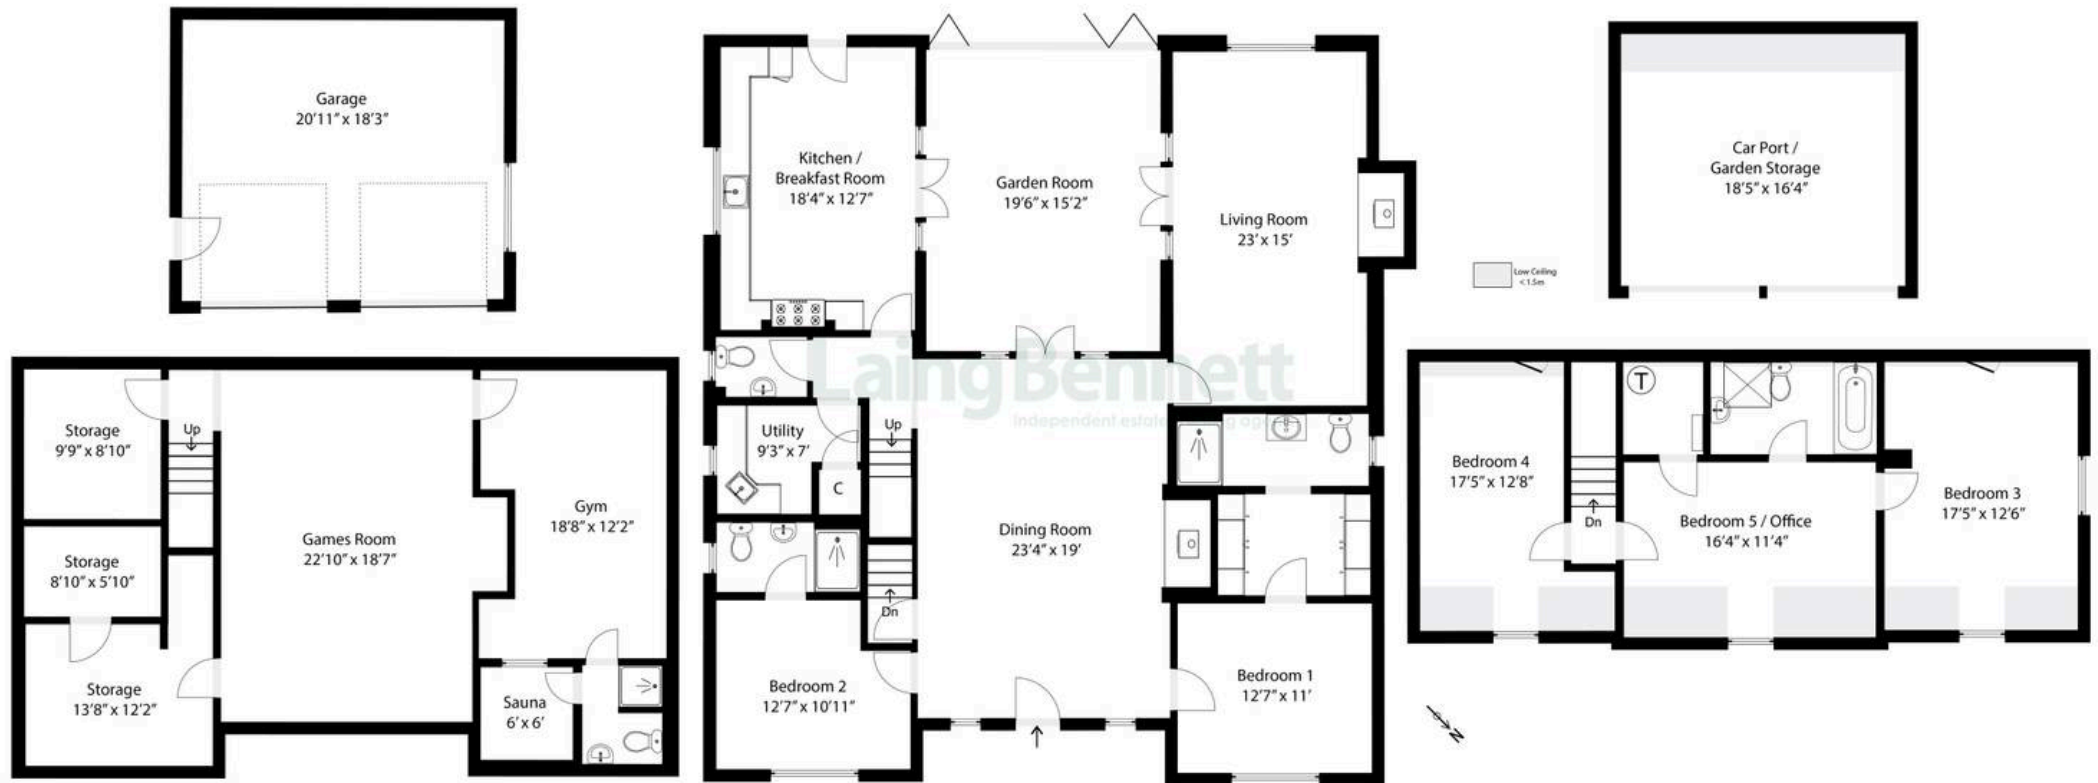 Garage
20'11" x 18'3"
Kitchen /
Breakfast Room
18'4" x 12'7"
Garden Room
19'6" x 15'2"
Living Room
23' x 15'
Car Port /
Garden Storage
18'5" x 16'4"
Low Ceiling
< 1.5m
Laing Bennett
Independent estate
Storage
9'9" x 8'10"
Up
Storage
8'10" x 5'10"
Games Room
22'10" x 18'7"
Gym
18'8" x 12'2"
Storage
13'8" x 12'2"
Sauna
6' x 6'
Utility
9'3" x 7'
C
Up
Dn
Dining Room
23'4" x 19'
Bedroom 2
12'7" x 10'11"
Bedroom 1
12'7" x 11'
Bedroom 4
17'5" x 12'8"
T
Dn
Bedroom 5 / Office
16'4" x 11'4"
Bedroom 3
17'5" x 12'6"
N